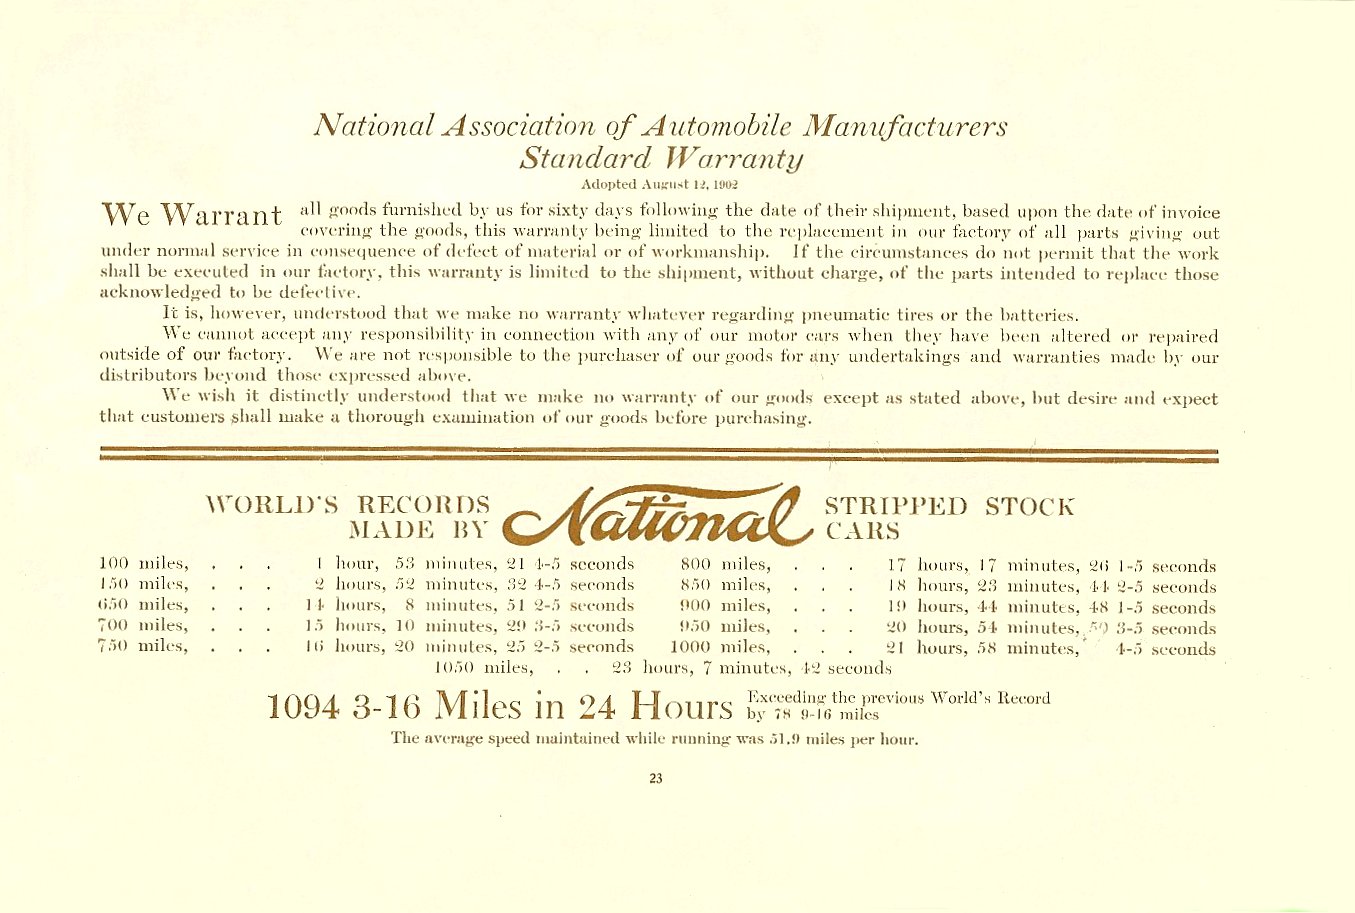 National Association of Automobile Manufacturers
Standard Warranty
Adopted August 12, 1902
We Warrant all goods furnished by us for sixty days following the date of their shipment, based upon the date of invoice
covering the goods, this warranty being limited to the replacement in our factory of all parts giving out
under normal service in consequence of defect of material or of workmanship. If the circumstances do not permit that the work
shall be executed in our factory, this warranty is limited to the shipment, without charge, of the parts intended to replace those
acknowledged to be defective.
It is, however, understood that we make no warranty whatever regarding pneumatic tires or the batteries.
We cannot accept any responsibility in connection with any of our motor cars when they have been altered or repaired
outside of our factory. We are not responsible to the purchaser of our goods for any undertakings and warranties made by our
distributors beyond those expressed above.
We wish it distinctly understood that we make no warranty of our goods except as stated above, but desire and expect
that customers shall make a thorough examination of our goods before purchasing.
WORLD'S RECORDS
MADE BY
National
STRIPPED STOCK
CARS
100 miles, . . . 1 hour, 53 minutes, 21 4-5 seconds
150 miles, . . . 2 hours, 52 minutes, 32 4-5 seconds
650 miles, . . . 14 hours, 8 minutes, 51 2-5 seconds
700 miles, . . . 15 hours, 10 minutes, 29 3-5 seconds
750 miles, . . . 16 hours, 20 minutes, 25 2-5 seconds
800 miles, . . . 17 hours, 17 minutes, 26 1-5 seconds
850 miles, . . . 18 hours, 23 minutes, 44 2-5 seconds
900 miles, . . . 19 hours, 44 minutes, 48 1-5 seconds
950 miles, . . . 20 hours, 54 minutes, 3-5 seconds
1000 miles, . . . 21 hours, 58 minutes, 4-5 seconds
1050 miles, . . 23 hours, 7 minutes, 42 seconds
1094 3-16 Miles in 24 Hours
Exceeding the previous World's Record
by 78 9-16 miles
The average speed maintained while running was 51.9 miles per hour.
23